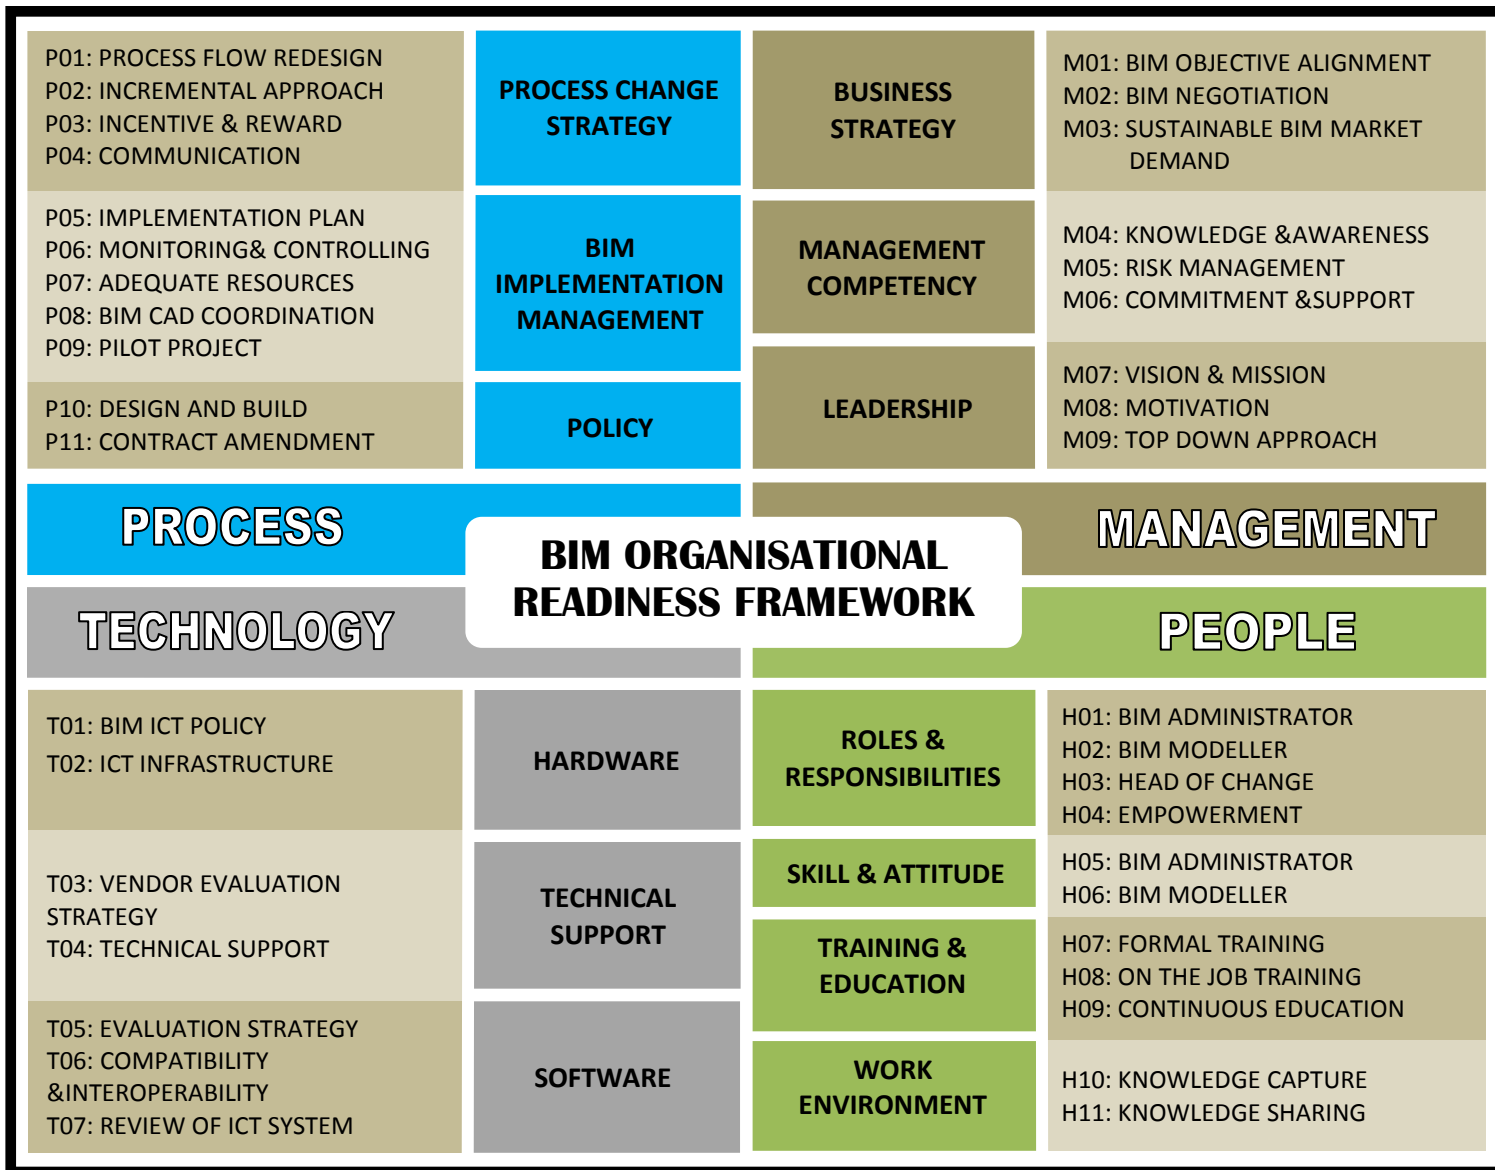 P01: PROCESS FLOW REDESIGN
P02: INCREMENTAL APPROACH
P03: INCENTIVE & REWARD
P04: COMMUNICATION
PROCESS CHANGE
STRATEGY
BUSINESS
STRATEGY
M01: BIM OBJECTIVE ALIGNMENT
M02: BIM NEGOTIATION
M03: SUSTAINABLE BIM MARKET
DEMAND
P05: IMPLEMENTATION PLAN
P06: MONITORING& CONTROLLING
P07: ADEQUATE RESOURCES
P08: BIM CAD COORDINATION
P09: PILOT PROJECT
BIM
IMPLEMENTATION
MANAGEMENT
MANAGEMENT
COMPETENCY
M04: KNOWLEDGE &AWARENESS
M05: RISK MANAGEMENT
M06: COMMITMENT &SUPPORT
P10: DESIGN AND BUILD
P11: CONTRACT AMENDMENT
POLICY
LEADERSHIP
M07: VISION & MISSION
M08: MOTIVATION
M09: TOP DOWN APPROACH
PROCESS
MANAGEMENT
BIM ORGANISATIONAL
READINESS FRAMEWORK
TECHNOLOGY
PEOPLE
T01: BIM ICT POLICY
T02: ICT INFRASTRUCTURE
HARDWARE
ROLES &
RESPONSIBILITIES
H01: BIM ADMINISTRATOR
H02: BIM MODELLER
H03: HEAD OF CHANGE
H04: EMPOWERMENT
T03: VENDOR EVALUATION
STRATEGY
T04: TECHNICAL SUPPORT
TECHNICAL
SUPPORT
SKILL & ATTITUDE
H05: BIM ADMINISTRATOR
H06: BIM MODELLER
TRAINING &
EDUCATION
H07: FORMAL TRAINING
H08: ON THE JOB TRAINING
H09: CONTINUOUS EDUCATION
T05: EVALUATION STRATEGY
T06: COMPATIBILITY
&INTEROPERABILITY
T07: REVIEW OF ICT SYSTEM
SOFTWARE
WORK
ENVIRONMENT
H10: KNOWLEDGE CAPTURE
H11: KNOWLEDGE SHARING